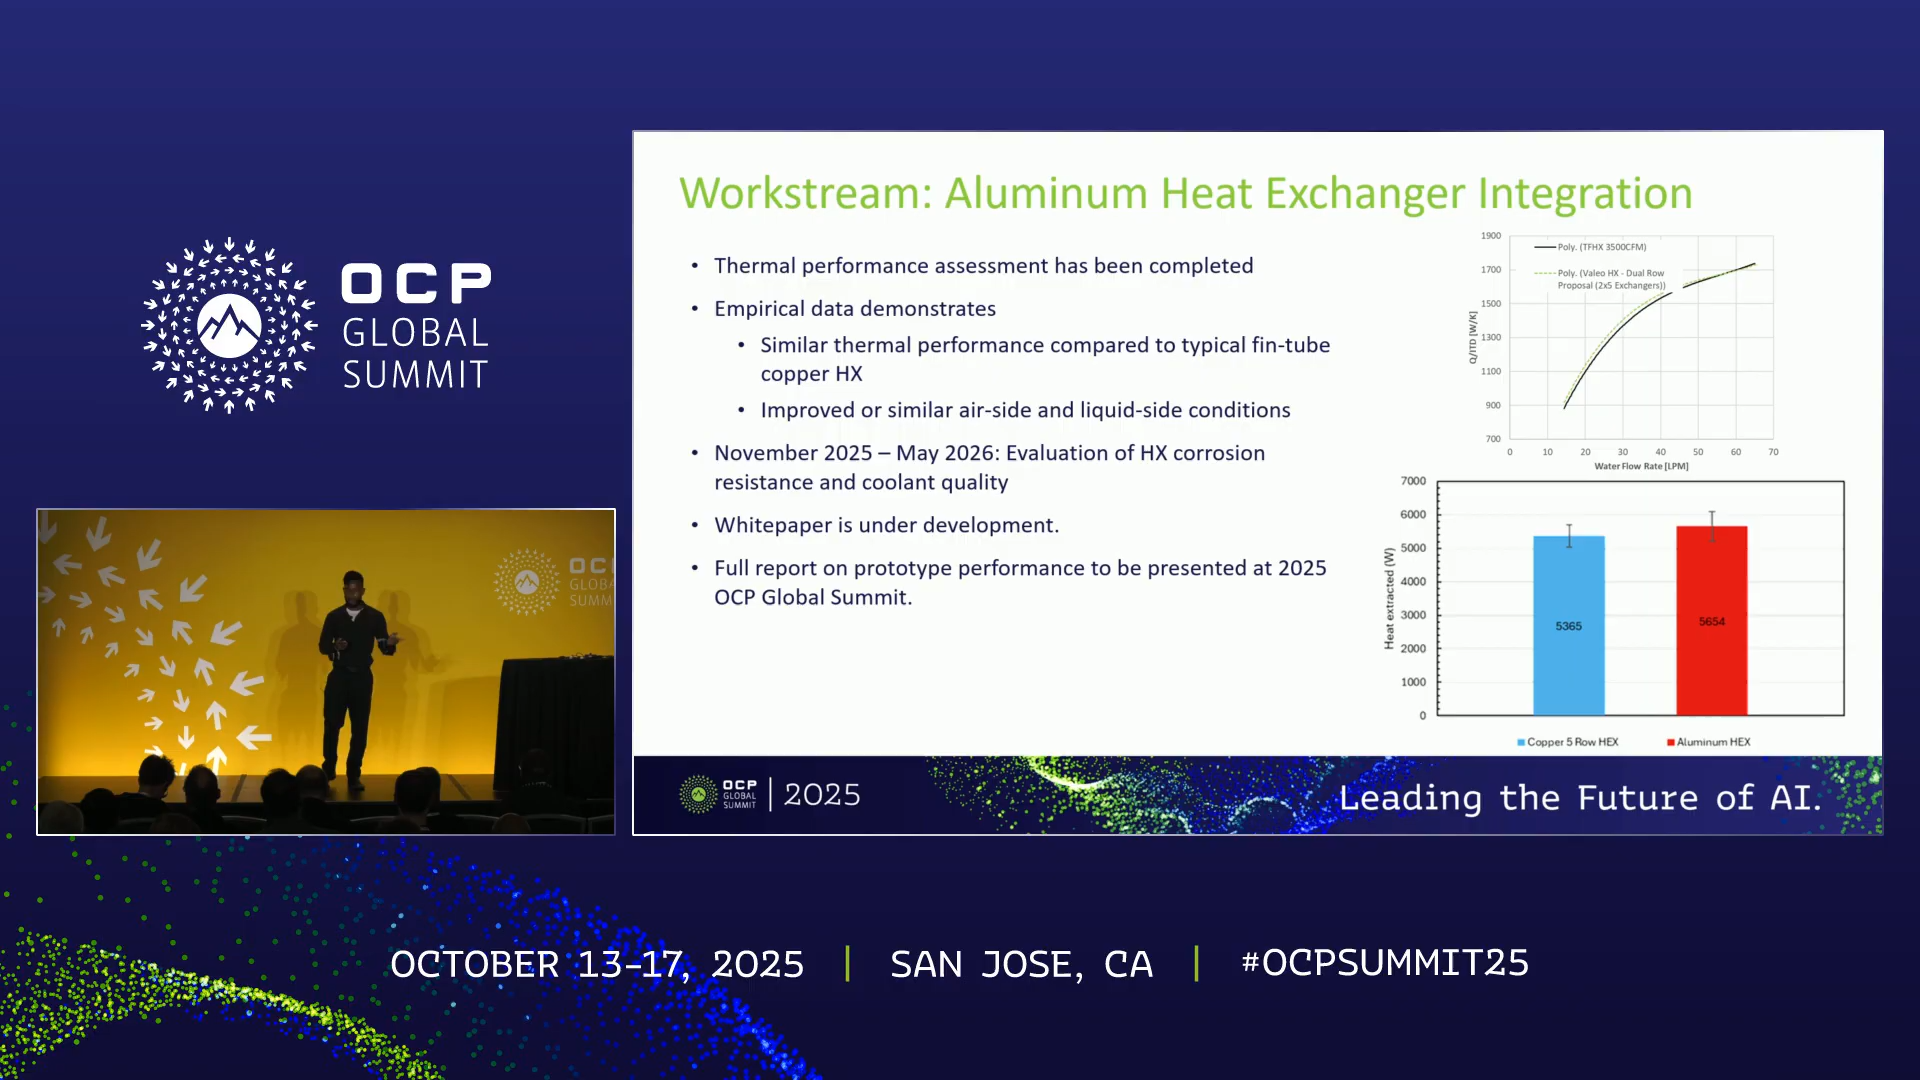 OCP
GLOBAL
SUMMIT
Workstream: Aluminum Heat Exchanger Integration
• Thermal performance assessment has been completed
• Empirical data demonstrates
• Similar thermal performance compared to typical fin-tube
copper HX
• Improved or similar air-side and liquid-side conditions
• November 2025 – May 2026: Evaluation of HX corrosion
resistance and coolant quality
• Whitepaper is under development.
• Full report on prototype performance to be presented at 2025
OCP Global Summit.
1900
1700
1500
1300
1100
900
700
Q/ITD [W/K]
Poly. (TFHX 3500CFM)
Poly. (Valeo HX - Dual Row
Proposal (2x5 Exchangers))
0 10 20 30 40 50 60 70
Water Flow Rate [LPM]
7000
6000
5000
4000
3000
2000
1000
0
Heat extracted (W)
5365
5654
Copper 5 Row HEX
Aluminum HEX
OC
GLOBA
SUMM
OCP
GLOBAL
SUMMIT
2025
Leading the Future of AI.
OCTOBER 13-17, 2025 | SAN JOSE, CA | #OCPSUMMIT25